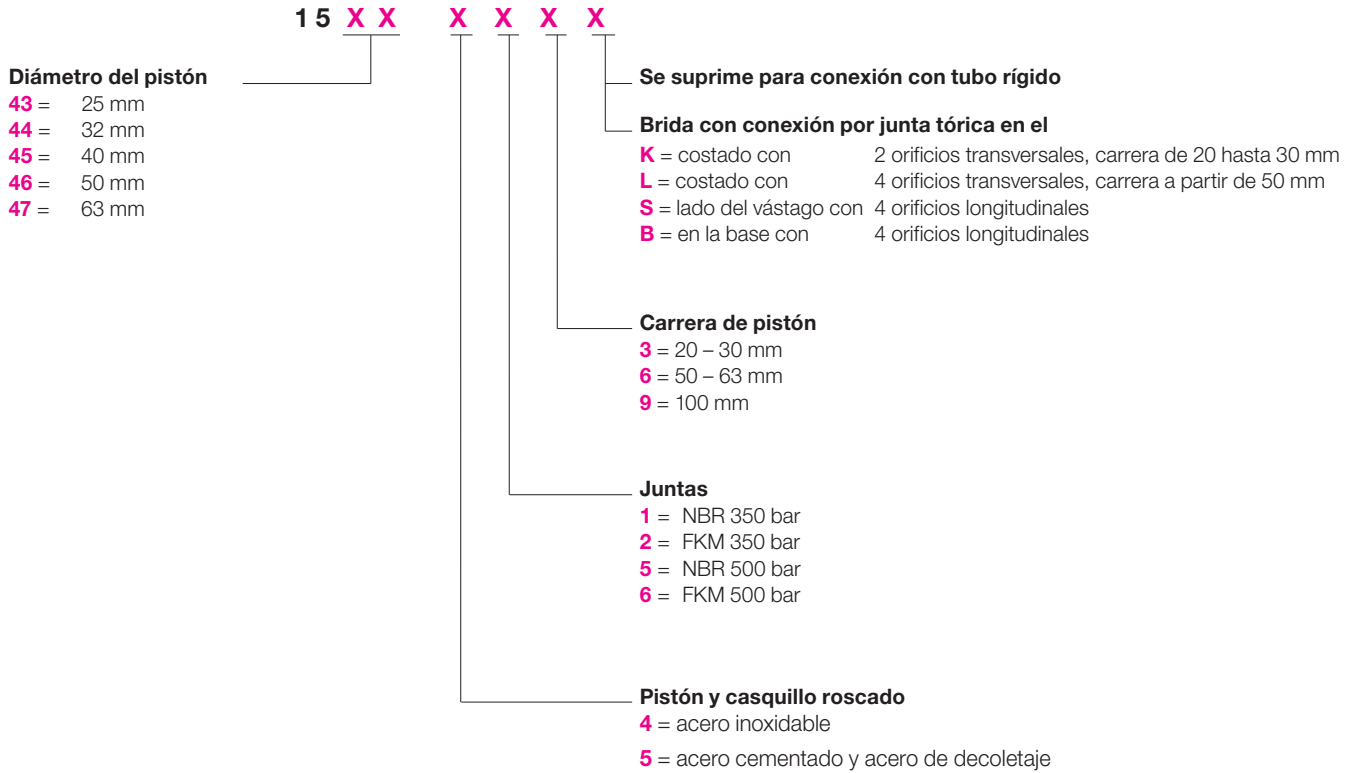 15 X X X X X X
Diámetro del pistón
43 = 25 mm
44 = 32 mm
45 = 40 mm
46 = 50 mm
47 = 63 mm
Se suprime para conexión con tubo rígido
Brida con conexión por junta tórica en el
K = costado con 2 orificios transversales, carrera de 20 hasta 30 mm
L = costado con 4 orificios transversales, carrera a partir de 50 mm
S = lado del vástago con 4 orificios longitudinales
B = en la base con 4 orificios longitudinales
Carrera de pistón
3 = 20 – 30 mm
6 = 50 – 63 mm
9 = 100 mm
Juntas
1 = NBR 350 bar
2 = FKM 350 bar
5 = NBR 500 bar
6 = FKM 500 bar
Pistón y casquillo roscado
4 = acero inoxidable
5 = acero cementado y acero de decoletaje